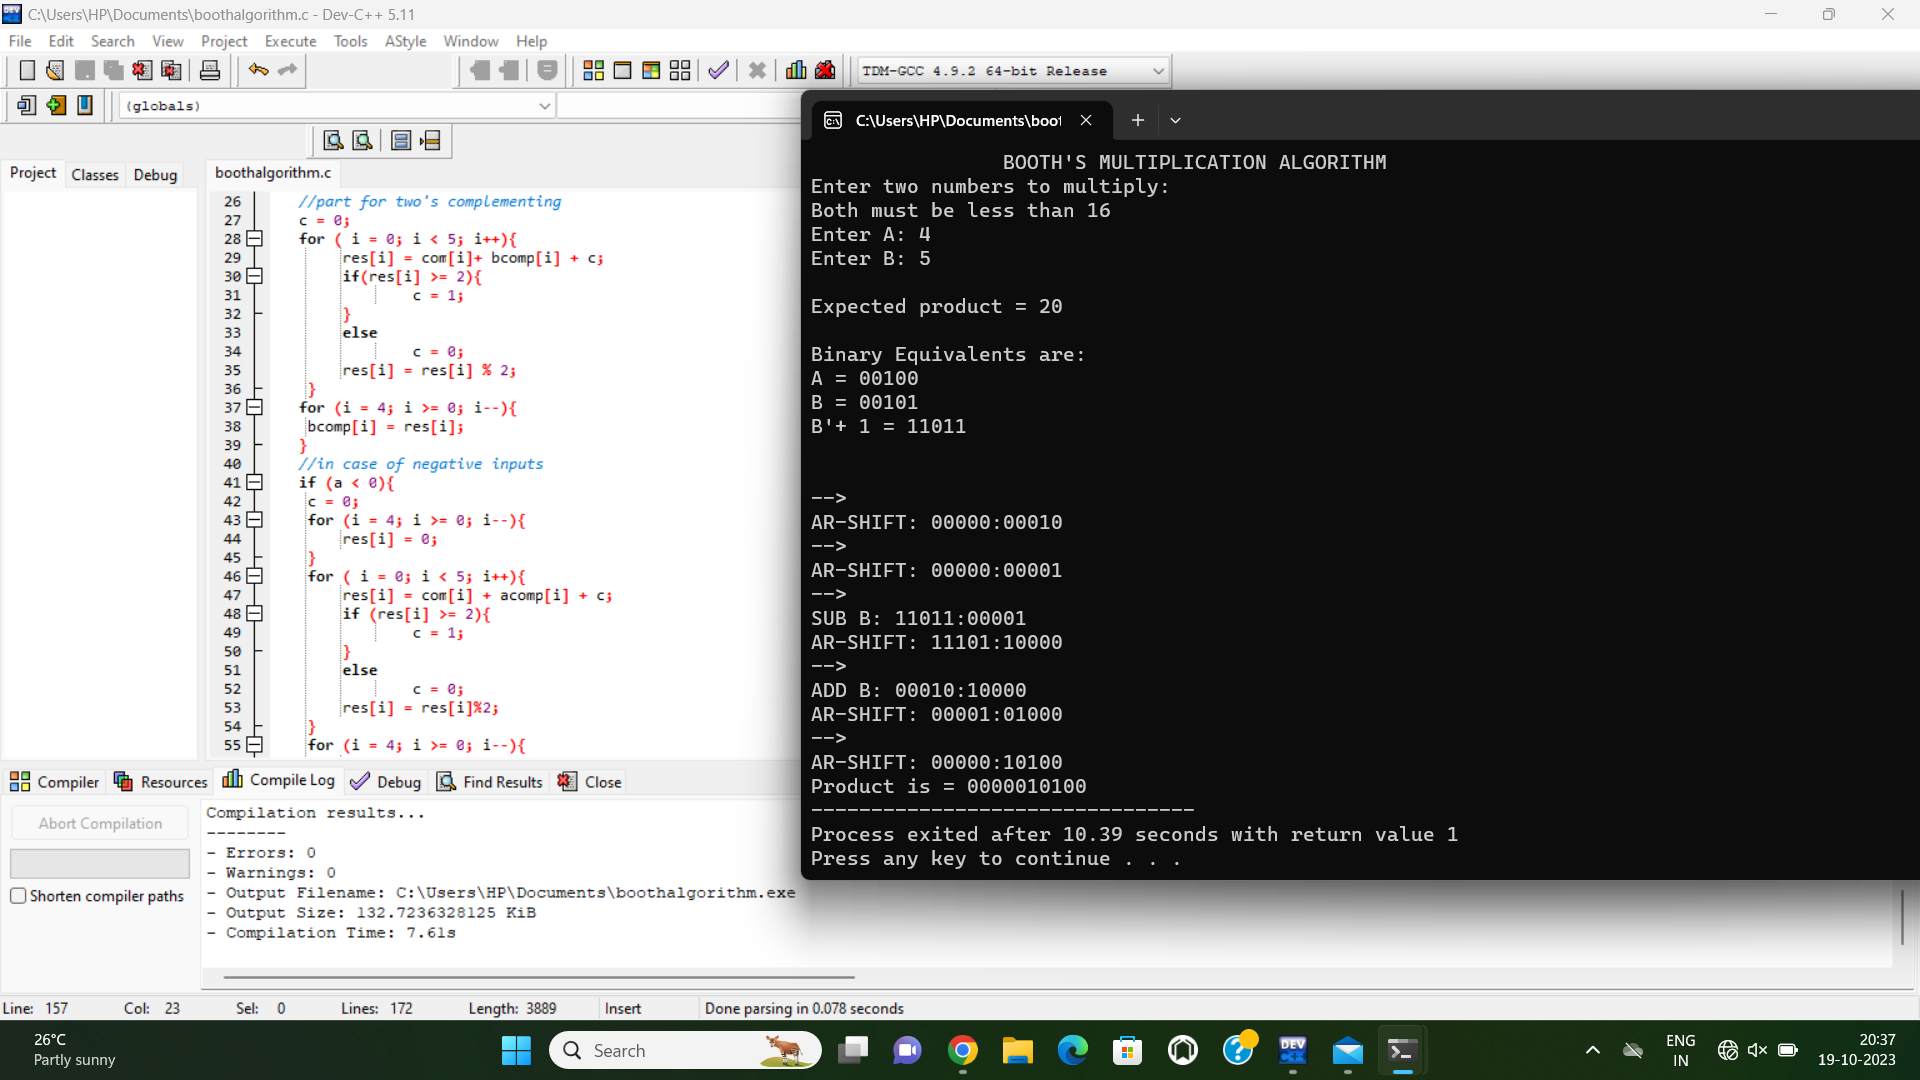 C:\Users\HP\Documents\boothalgorithm.c - Dev-C++ 5.11
File Edit Search View Project Execute Tools AStyle Window Help
TDM-GCC 4.9.2 64-bit Release
(globals)
Project Classes Debug
boothalgorithm.c
26 //part for two's complementing
27 c = 0;
28 for ( i = 0; i < 5; i++){
29 res[i] = com[i]+ bcomp[i] + c;
30 if(res[i] >= 2){
31 c = 1;
32 }
33 else
34 c = 0;
35 res[i] = res[i] % 2;
36 }
37 for (i = 4; i >= 0; i--){
38 bcomp[i] = res[i];
39 }
40 //in case of negative inputs
41 if (a < 0){
42 c = 0;
43 for (i = 4; i >= 0; i--){
44 res[i] = 0;
45 }
46 for ( i = 0; i < 5; i++){
47 res[i] = com[i] + acomp[i] + c;
48 if (res[i] >= 2){
49 c = 1;
50 }
51 else
52 c = 0;
53 res[i] = res[i]%2;
54 }
55 for (i = 4; i >= 0; i--){
C:\Users\HP\Documents\boot
BOOTH'S MULTIPLICATION ALGORITHM
Enter two numbers to multiply:
Both must be less than 16
Enter A: 4
Enter B: 5
Expected product = 20
Binary Equivalents are:
A = 00100
B = 00101
B'+ 1 = 11011
-->
AR-SHIFT: 00000:00010
-->
AR-SHIFT: 00000:00001
-->
SUB B: 11011:00001
AR-SHIFT: 11101:10000
-->
ADD B: 00010:10000
AR-SHIFT: 00001:01000
-->
AR-SHIFT: 00000:10100
Product is = 0000010100
--------------------------------
Process exited after 10.39 seconds with return value 1
Press any key to continue . . .
Compiler Resources Compile Log Debug Find Results Close
Abort Compilation
Shorten compiler paths
Compilation results...
--------
- Errors: 0
- Warnings: 0
- Output Filename: C:\Users\HP\Documents\boothalgorithm.exe
- Output Size: 132.7236328125 KiB
- Compilation Time: 7.61s
Line: 157 Col: 23 Sel: 0 Lines: 172 Length: 3889 Insert Done parsing in 0.078 seconds
26°C
Partly sunny
Search
DEV C++
ENG
IN
20:37
19-10-2023